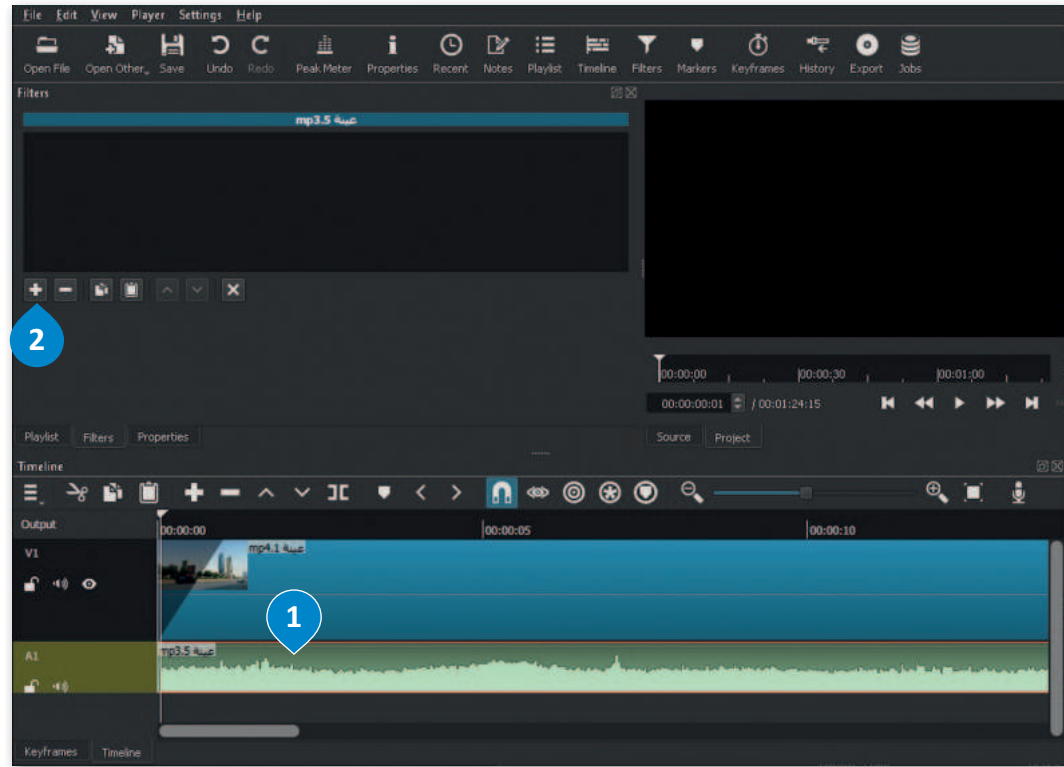 File Edit View Player Settings Help
Open File Open Other Save Undo Redo Peak Meter Properties Recent Notes Playlist Timeline Filters Markers Keyframes History Export Jobs
Filters
عينة mp3.5
2
00:00:00 00:00:30 00:01:00
00:00:00:01 / 00:01:24:15
Playlist Filters Properties
Source Project
Timeline
Output
00:00:00 00:00:05 00:00:10
V1
عينة mp4.1
1
A1
عينة mp3.5
Keyframes Timeline